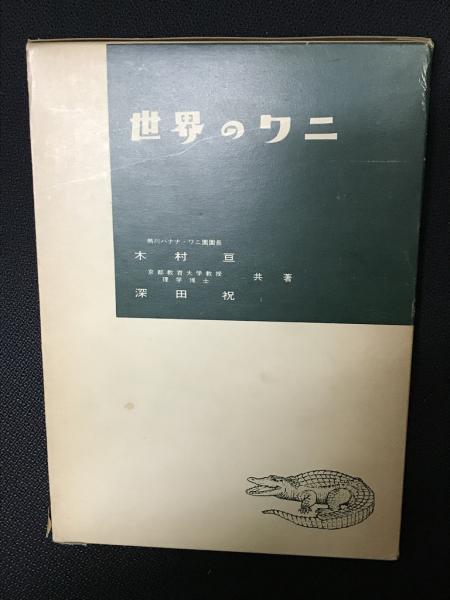 世界のワニ
熱川バナナ・ワニ園園長
木村亘
京都教育大学教授
理学博士
共著
深田祝